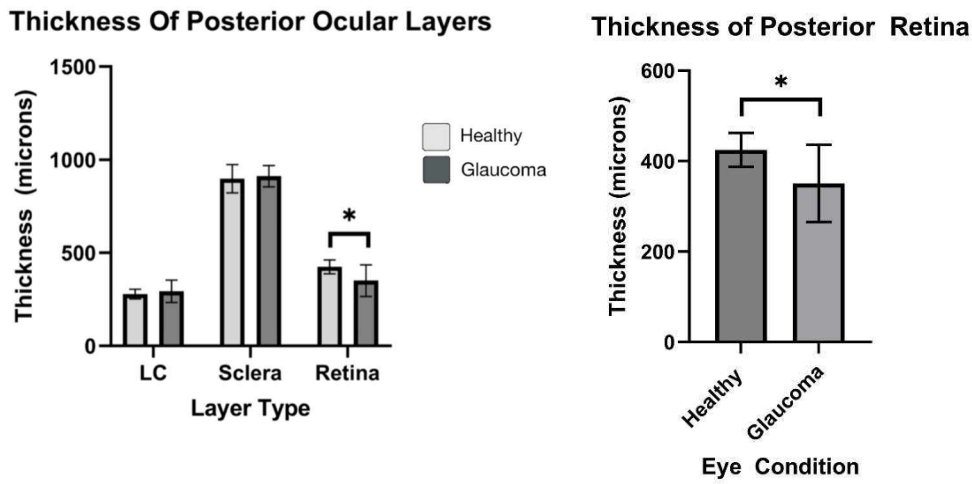 Thickness Of Posterior Ocular Layers
Thickness (microns)
1500
1000
500
0
*
LC
Sclera
Retina
Layer Type
Healthy
Glaucoma
Thickness of Posterior Retina
Thickness (microns)
600
400
200
0
*
Healthy
Glaucoma
Eye Condition